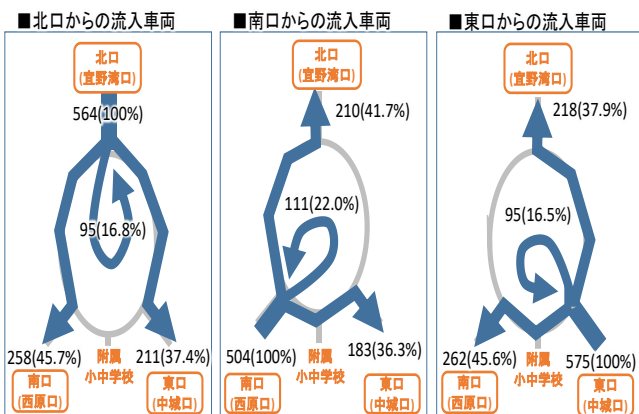 ■北口からの流入車両
北口
(宜野湾口)
564(100%)
95(16.8%)
258(45.7%)
211(37.4%)
附属
小中学校
南口
(西原口)
東口
(中城口)
■南口からの流入車両
北口
(宜野湾口)
210(41.7%)
111(22.0%)
504(100%)
183(36.3%)
附属
小中学校
南口
(西原口)
東口
(中城口)
■東口からの流入車両
北口
(宜野湾口)
218(37.9%)
95(16.5%)
262(45.6%)
575(100%)
附属
小中学校
南口
(西原口)
東口
(中城口)